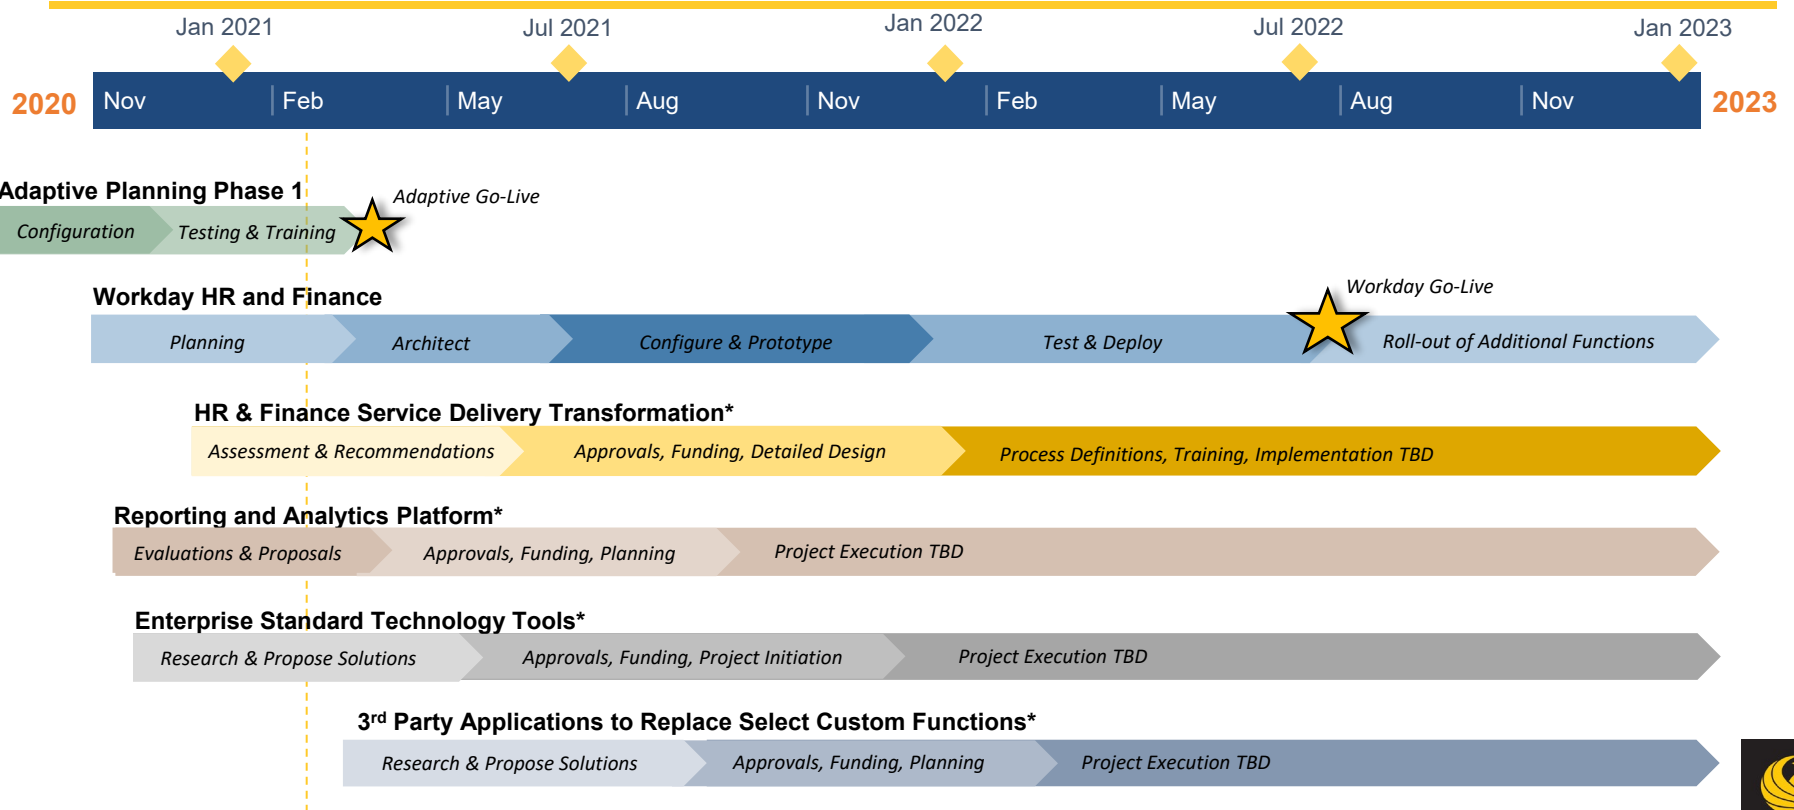 Jan 2021 Jul 2021 Jan 2022 Jul 2022 Jan 2023
2020 Nov Feb May Aug Nov Feb May Aug Nov 2023
Adaptive Planning Phase 1
Adaptive Go-Live
Configuration Testing & Training
Workday HR and Finance
Workday Go-Live
Planning Architect Configure & Prototype Test & Deploy Roll-out of Additional Functions
HR & Finance Service Delivery Transformation*
Assessment & Recommendations Approvals, Funding, Detailed Design Process Definitions, Training, Implementation TBD
Reporting and Analytics Platform*
Evaluations & Proposals Approvals, Funding, Planning Project Execution TBD
Enterprise Standard Technology Tools*
Research & Propose Solutions Approvals, Funding, Project Initiation Project Execution TBD
3rd Party Applications to Replace Select Custom Functions*
Research & Propose Solutions Approvals, Funding, Planning Project Execution TBD